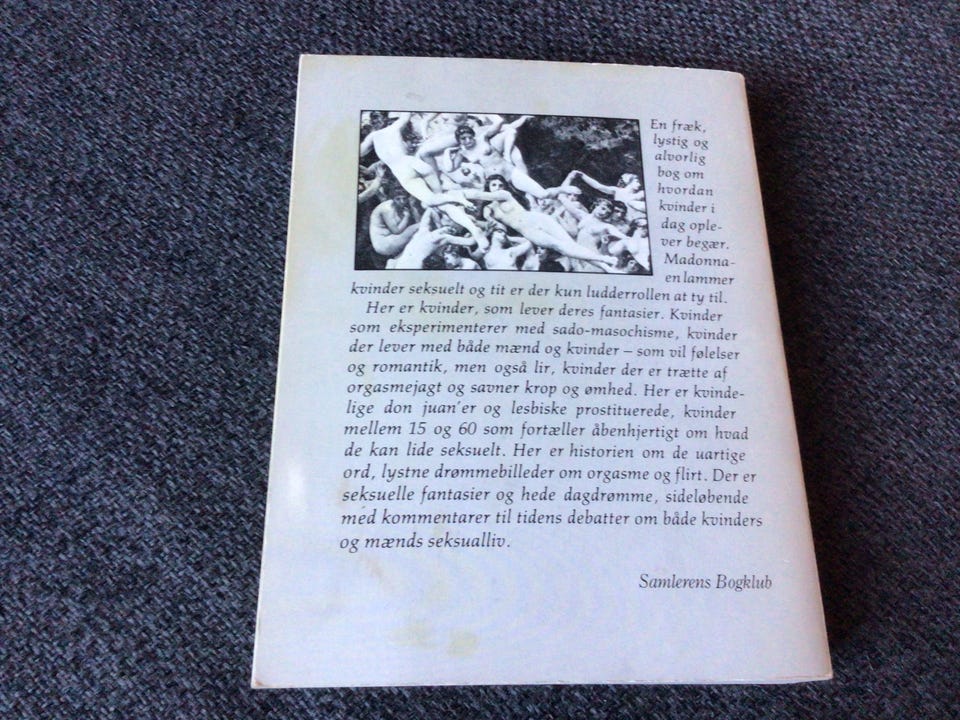 En fræk,
lystig og
alvorlig
bog om
hvordan
kvinder i
dag ople-
ver begær.
Madonna-
en lammer
kvinder seksuelt og tit er der kun ludderrollen at ty til.
Her er kvinder, som lever deres fantasier. Kvinder
som eksperimenterer med sado-masochisme, kvinder
der lever med både mænd og kvinder – som vil følelser
og romantik, men også lir, kvinder der er trætte af
orgasmejagt og savner krop og ømhed. Her er kvinde-
lige don juan'er og lesbiske prostituerede, kvinder
mellem 15 og 60 som fortæller åbenhjertigt om hvad
de kan lide seksuelt. Her er historien om de uartige
ord, lystne drømmebilleder om orgasme og flirt. Der er
seksuelle fantasier og hede dagdrømme, sideløbende
med kommentarer til tidens debatter om både kvinders
og mænds seksualliv.
Samlerens Bogklub